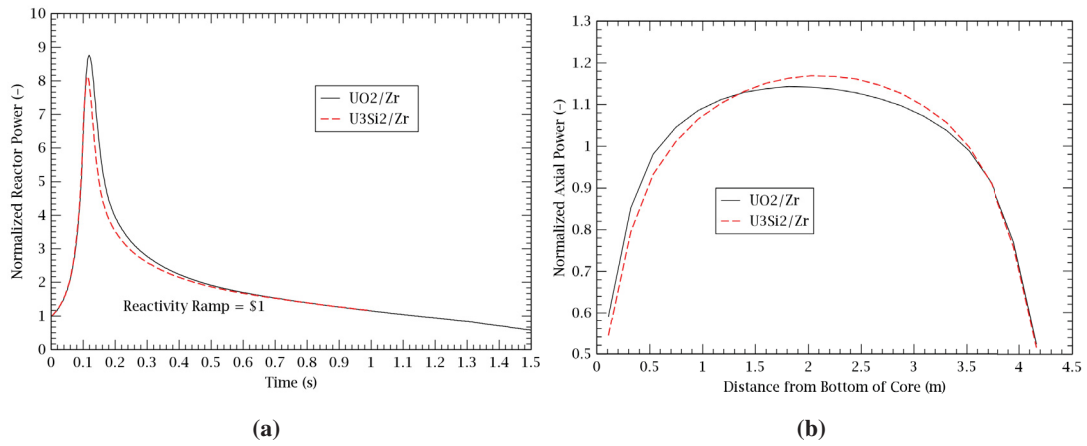 10
9
8
7
6
5
4
3
2
1
0
Normalized Reactor Power (–)
UO2/Zr
U3Si2/Zr
Reactivity Ramp = $1
0 0.1 0.2 0.3 0.4 0.5 0.6 0.7 0.8 0.9 1 1.1 1.2 1.3 1.4 1.5
Time (s)
(a)
1.3
1.2
1.1
1
0.9
0.8
0.7
0.6
0.5
Normalized Axial Power (–)
UO2/Zr
U3Si2/Zr
0 0.5 1 1.5 2 2.5 3 3.5 4 4.5
Distance from Bottom of Core (m)
(b)